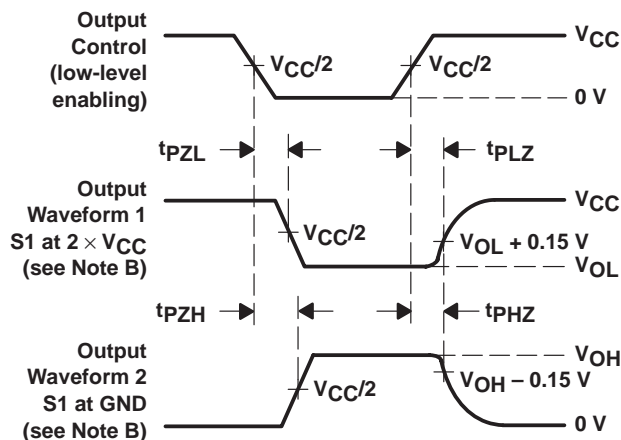 Output
Control
(low-level
enabling)
VCC/2
VCC/2
VCC
0 V
tPZL
tPLZ
Output
Waveform 1
S1 at 2 × VCC
(see Note B)
VCC/2
VCC
VOL + 0.15 V
VOL
tPZH
tPHZ
Output
Waveform 2
S1 at GND
(see Note B)
VCC/2
VOH
VOH – 0.15 V
0 V